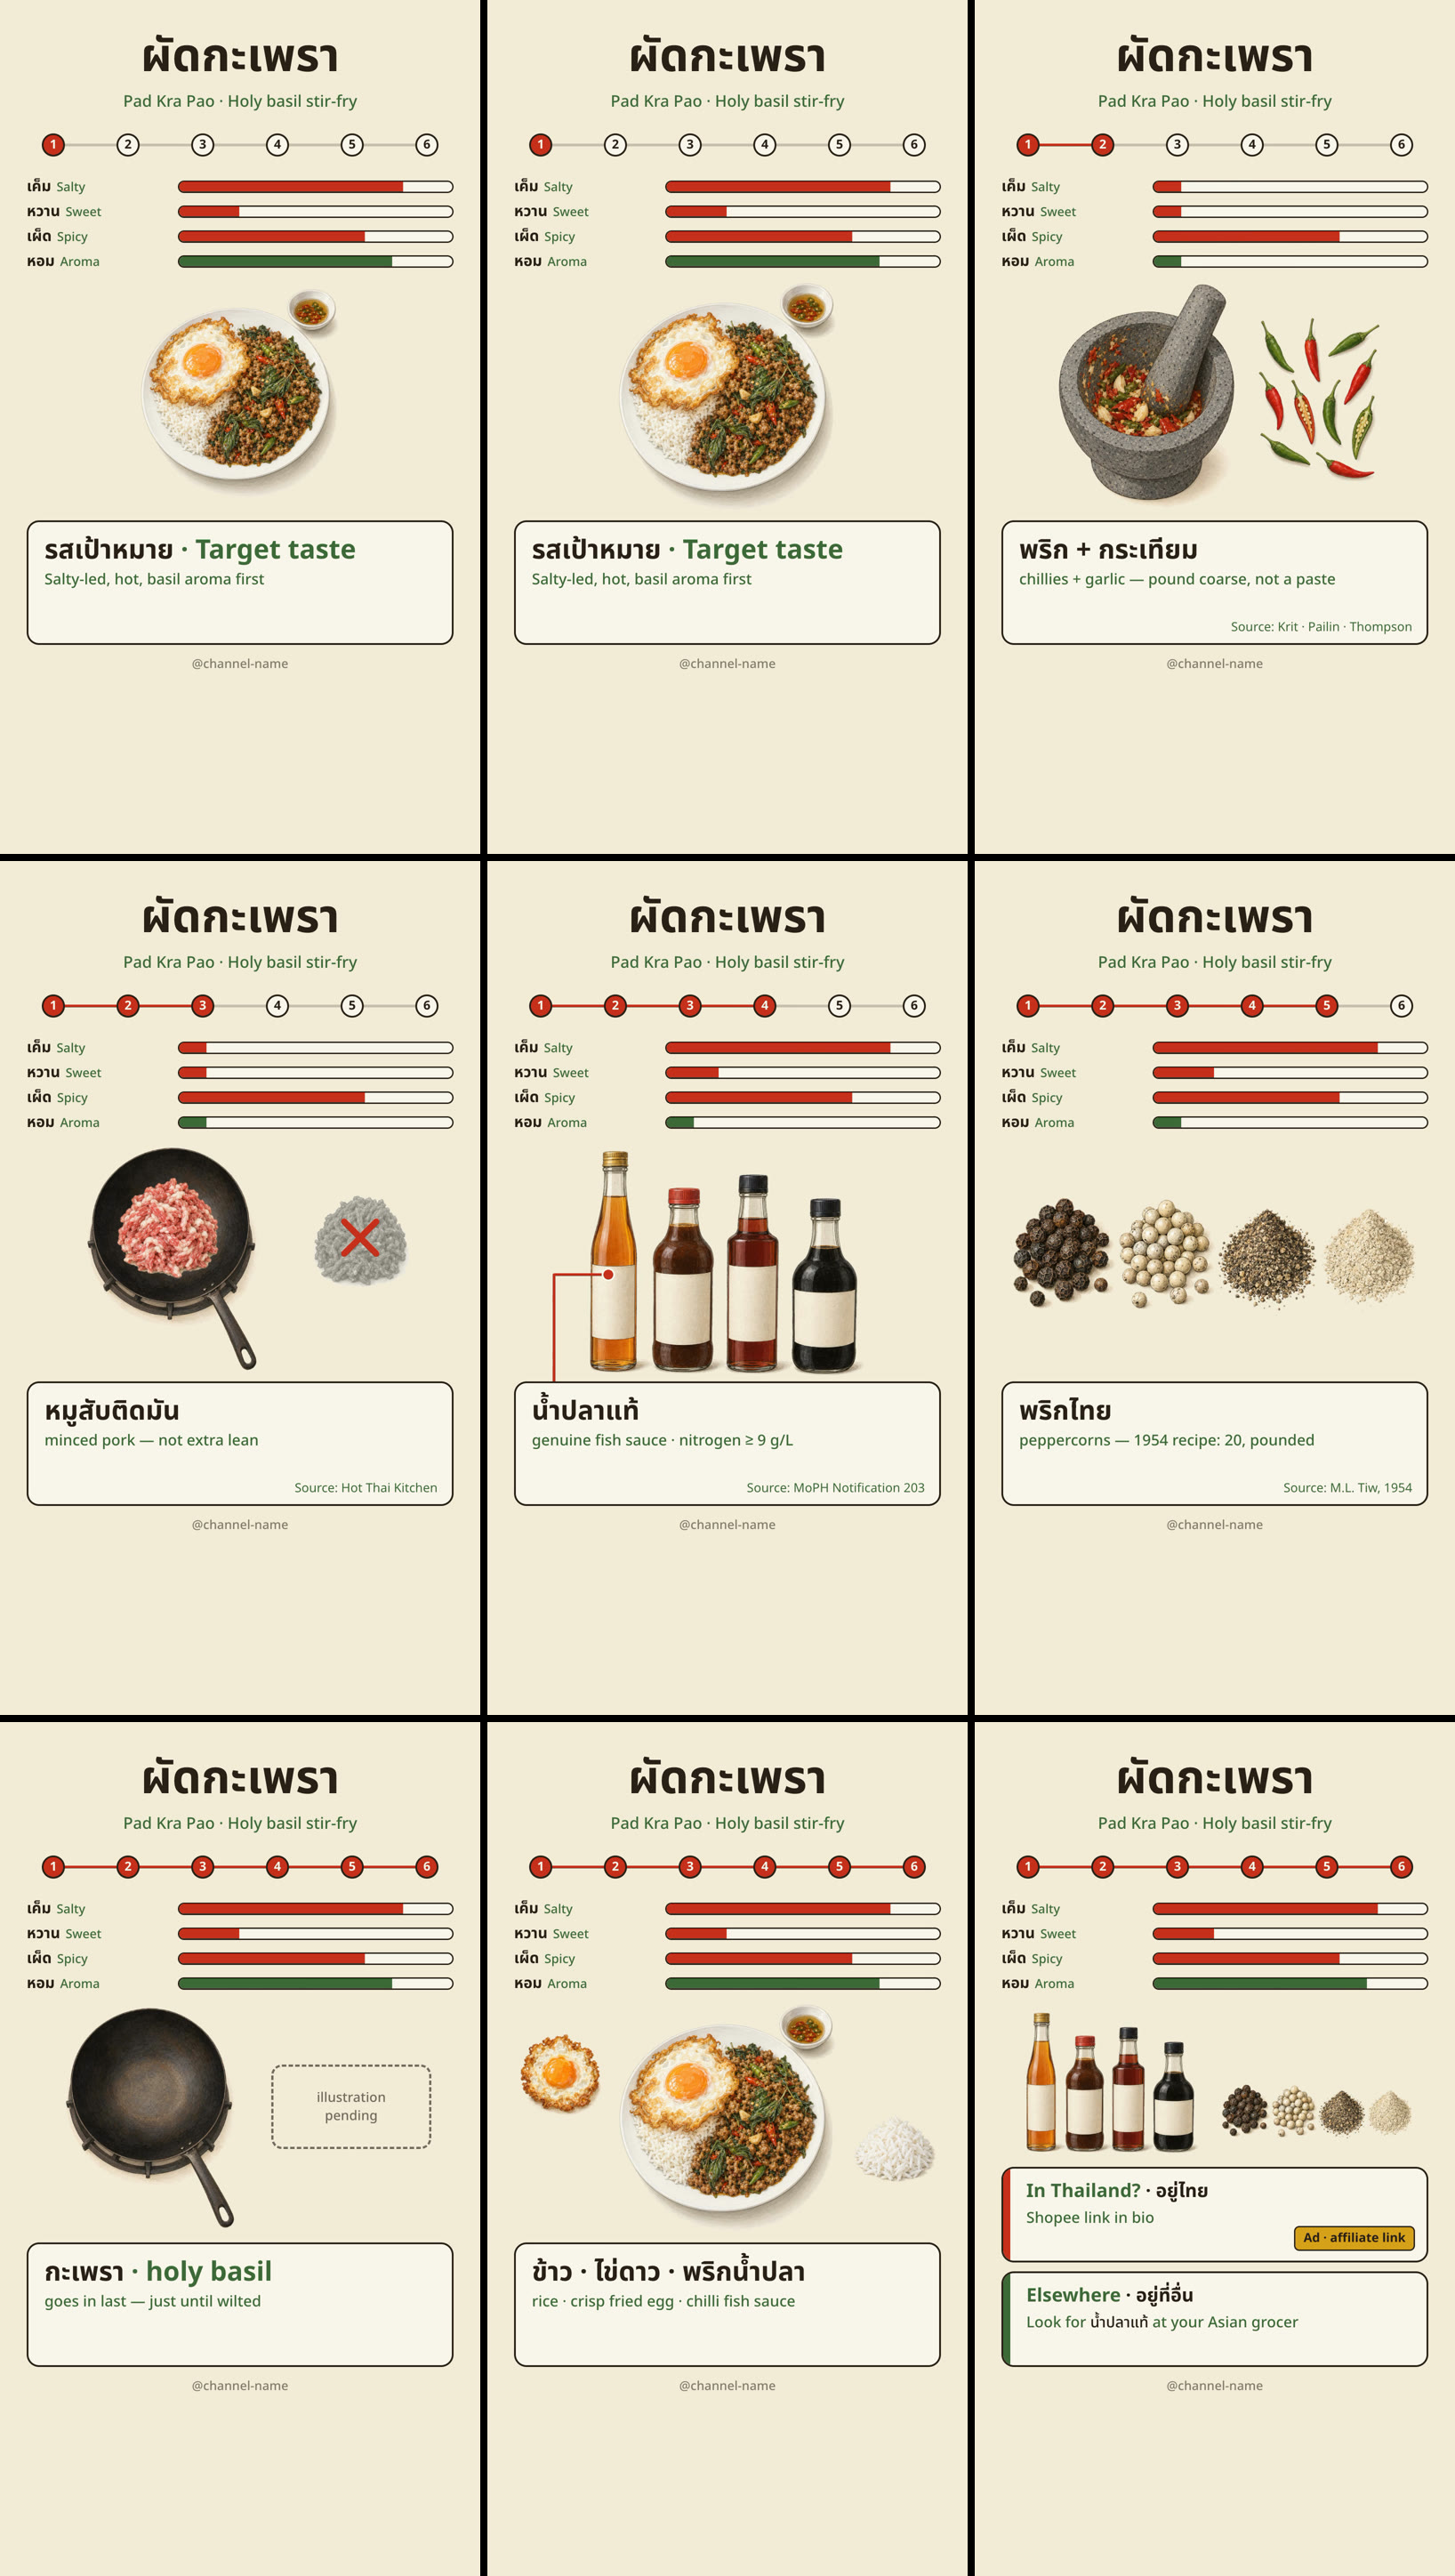 ผัดกะเพรา
Pad Kra Pao · Holy basil stir-fry
1 2 3 4 5 6
เค็ม Salty
หวาน Sweet
เผ็ด Spicy
หอม Aroma
รสเป้าหมาย · Target taste
Salty-led, hot, basil aroma first
@channel-name
ผัดกะเพรา
Pad Kra Pao · Holy basil stir-fry
1 2 3 4 5 6
เค็ม Salty
หวาน Sweet
เผ็ด Spicy
หอม Aroma
รสเป้าหมาย · Target taste
Salty-led, hot, basil aroma first
@channel-name
ผัดกะเพรา
Pad Kra Pao · Holy basil stir-fry
1 2 3 4 5 6
เค็ม Salty
หวาน Sweet
เผ็ด Spicy
หอม Aroma
พริก + กระเทียม
chillies + garlic — pound coarse, not a paste
Source: Krit · Pailin · Thompson
@channel-name
ผัดกะเพรา
Pad Kra Pao · Holy basil stir-fry
1 2 3 4 5 6
เค็ม Salty
หวาน Sweet
เผ็ด Spicy
หอม Aroma
หมูสับติดมัน
minced pork — not extra lean
Source: Hot Thai Kitchen
@channel-name
ผัดกะเพรา
Pad Kra Pao · Holy basil stir-fry
1 2 3 4 5 6
เค็ม Salty
หวาน Sweet
เผ็ด Spicy
หอม Aroma
น้ำปลาแท้
genuine fish sauce · nitrogen ≥ 9 g/L
Source: MoPH Notification 203
@channel-name
ผัดกะเพรา
Pad Kra Pao · Holy basil stir-fry
1 2 3 4 5 6
เค็ม Salty
หวาน Sweet
เผ็ด Spicy
หอม Aroma
พริกไทย
peppercorns — 1954 recipe: 20, pounded
Source: M.L. Tiw, 1954
@channel-name
ผัดกะเพรา
Pad Kra Pao · Holy basil stir-fry
1 2 3 4 5 6
เค็ม Salty
หวาน Sweet
เผ็ด Spicy
หอม Aroma
illustration
pending
กะเพรา · holy basil
goes in last — just until wilted
@channel-name
ผัดกะเพรา
Pad Kra Pao · Holy basil stir-fry
1 2 3 4 5 6
เค็ม Salty
หวาน Sweet
เผ็ด Spicy
หอม Aroma
ข้าว · ไข่ดาว · พริกน้ำปลา
rice · crisp fried egg · chilli fish sauce
@channel-name
ผัดกะเพรา
Pad Kra Pao · Holy basil stir-fry
1 2 3 4 5 6
เค็ม Salty
หวาน Sweet
เผ็ด Spicy
หอม Aroma
In Thailand? · อยู่ไทย
Shopee link in bio
Ad · affiliate link
Elsewhere · อยู่ที่อื่น
Look for น้ำปลาแท้ at your Asian grocer
@channel-name